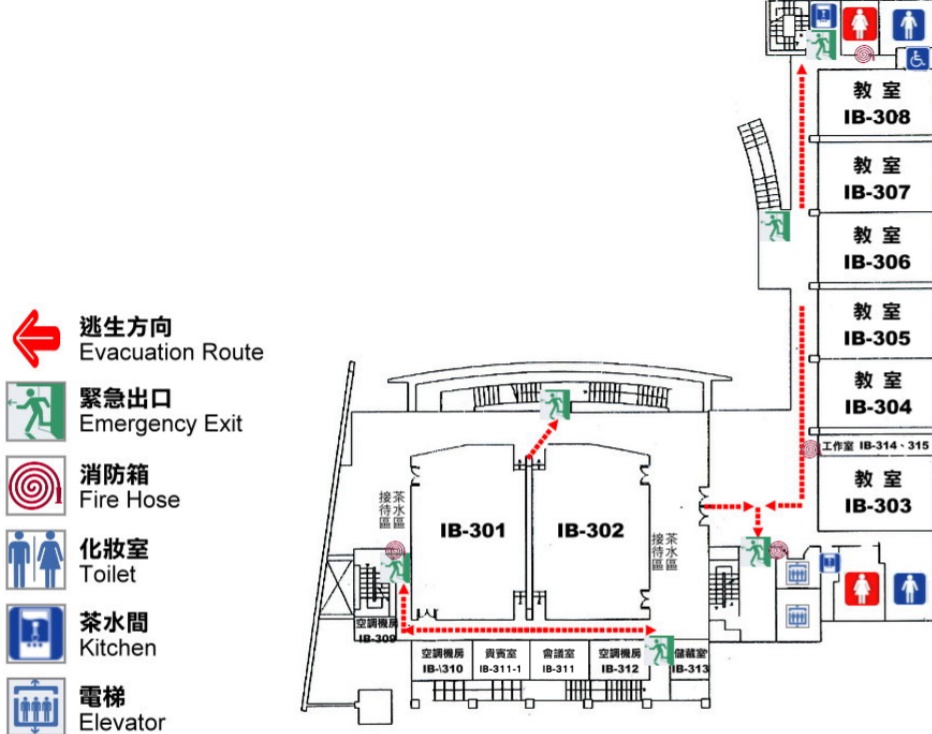 教 室
IB-308
教 室
IB-307
教 室
IB-306
教 室
IB-305
教 室
IB-304
工作室 IB-314、315
教 室
IB-303
逃生方向
Evacuation Route
緊急出口
Emergency Exit
消防箱
Fire Hose
化妝室
Toilet
茶水間
Kitchen
電梯
Elevator
茶水區
接待區
IB-301
IB-302
茶水區
接待區
入
空調機房
IB-309
空調機房
IB-\310
貴賓室
IB-311-1
會議室
IB-311
空調機房
IB-312
儲藏室
IB-313